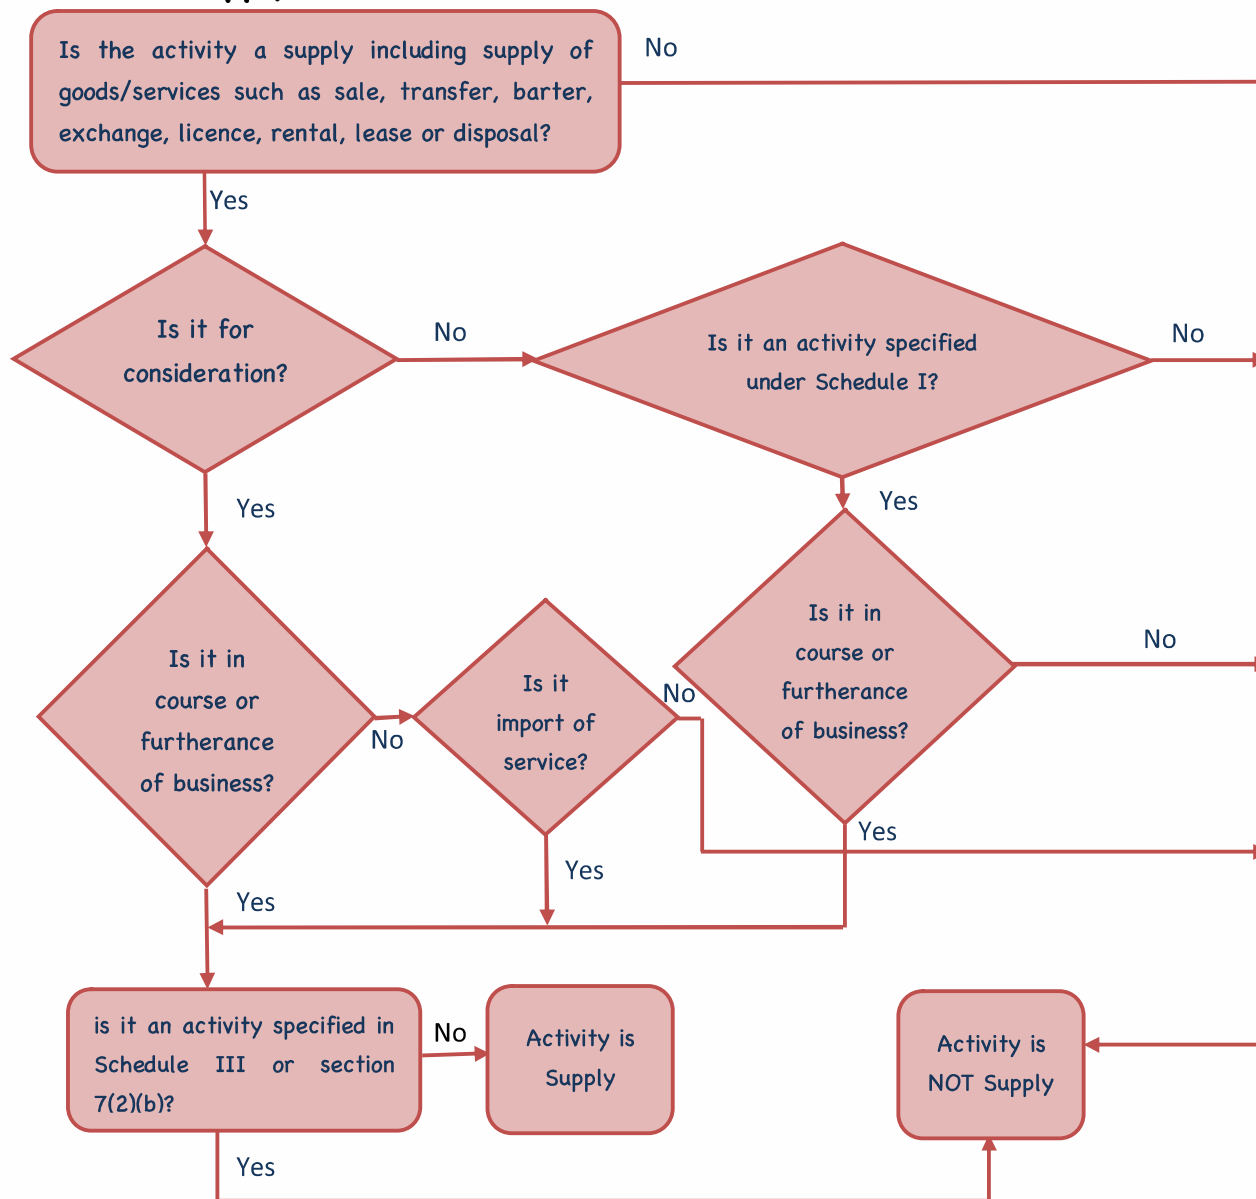 Is the activity a supply including supply of
goods/services such as sale, transfer, barter,
exchange, licence, rental, lease or disposal?
No
Yes
Is it for
consideration?
No
Is it an activity specified
under Schedule I?
No
Yes
Yes
Is it in
course or
furtherance
of business?
No
Is it
import of
service?
No
Is it in
course or
furtherance
of business?
No
Yes
Yes
Yes
is it an activity specified in
Schedule III or section
7(2)(b)?
No
Activity is
Supply
Activity is
NOT Supply
Yes